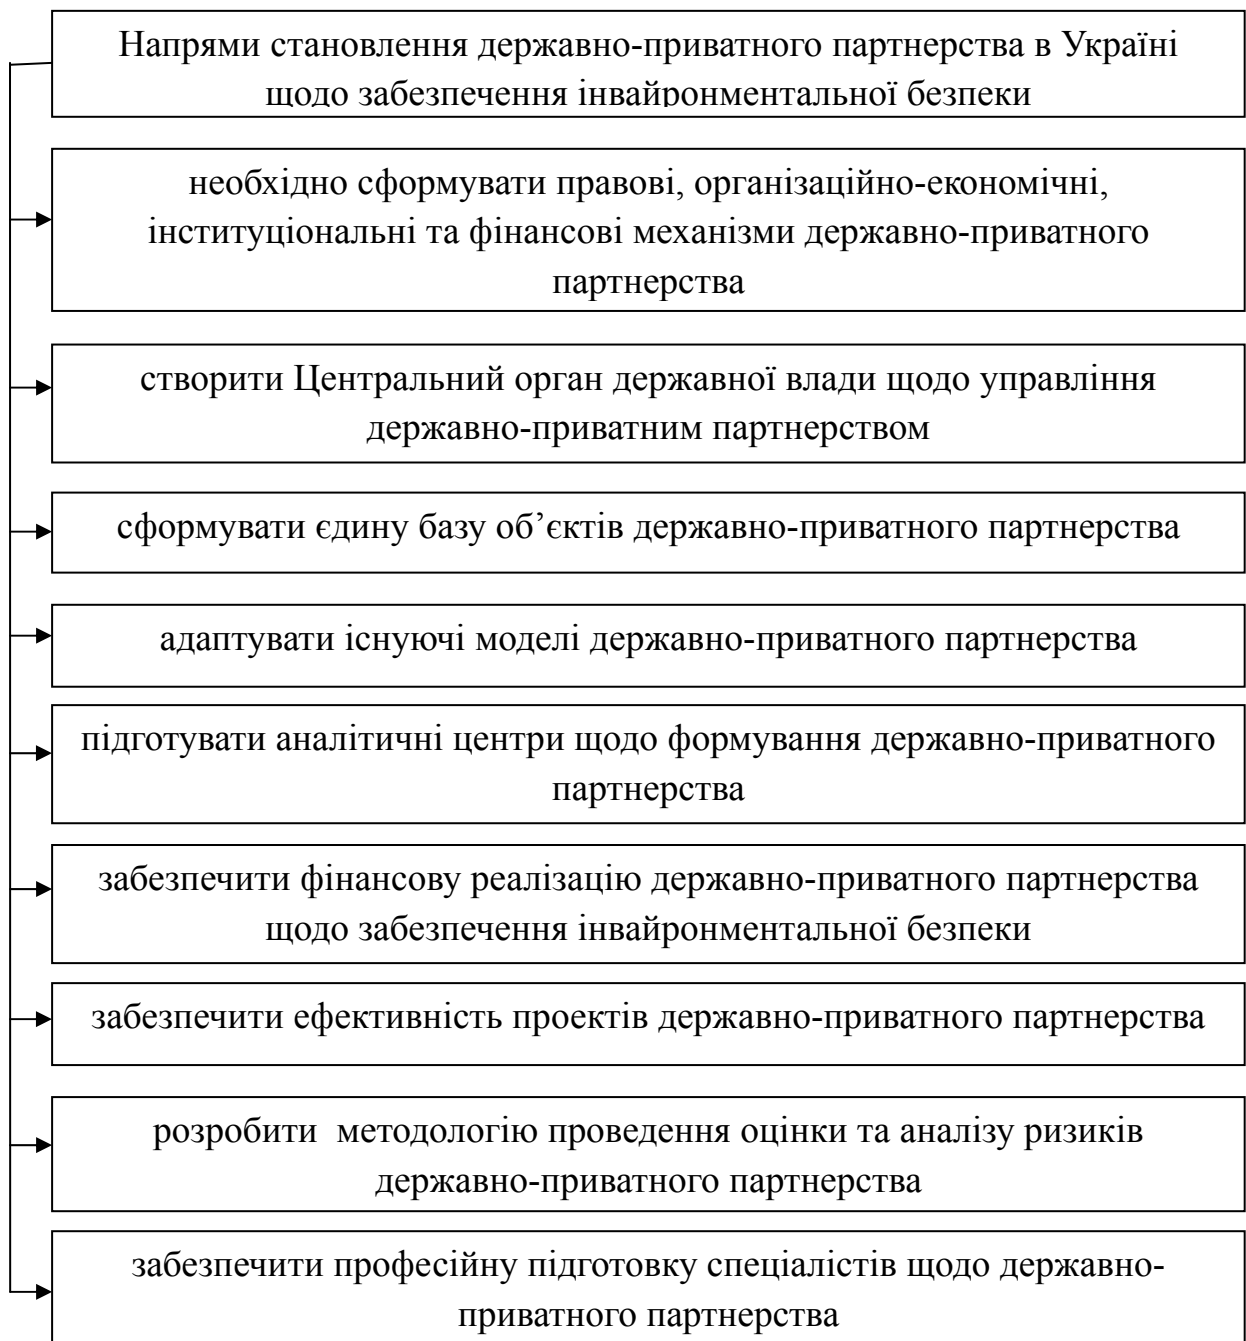 Напрями становлення державно-приватного партнерства в Україні
щодо забезпечення інвайронментальної безпеки
необхідно сформувати правові, організаційно-економічні,
інституціональні та фінансові механізми державно-приватного
партнерства
створити Центральний орган державної влади щодо управління
державно-приватним партнерством
сформувати єдину базу об’єктів державно-приватного партнерства
адаптувати існуючі моделі державно-приватного партнерства
підготувати аналітичні центри щодо формування державно-приватного
партнерства
забезпечити фінансову реалізацію державно-приватного партнерства
щодо забезпечення інвайронментальної безпеки
забезпечити ефективність проектів державно-приватного партнерства
розробити  методологію проведення оцінки та аналізу ризиків
державно-приватного партнерства
забезпечити професійну підготовку спеціалістів щодо державно-
приватного партнерства